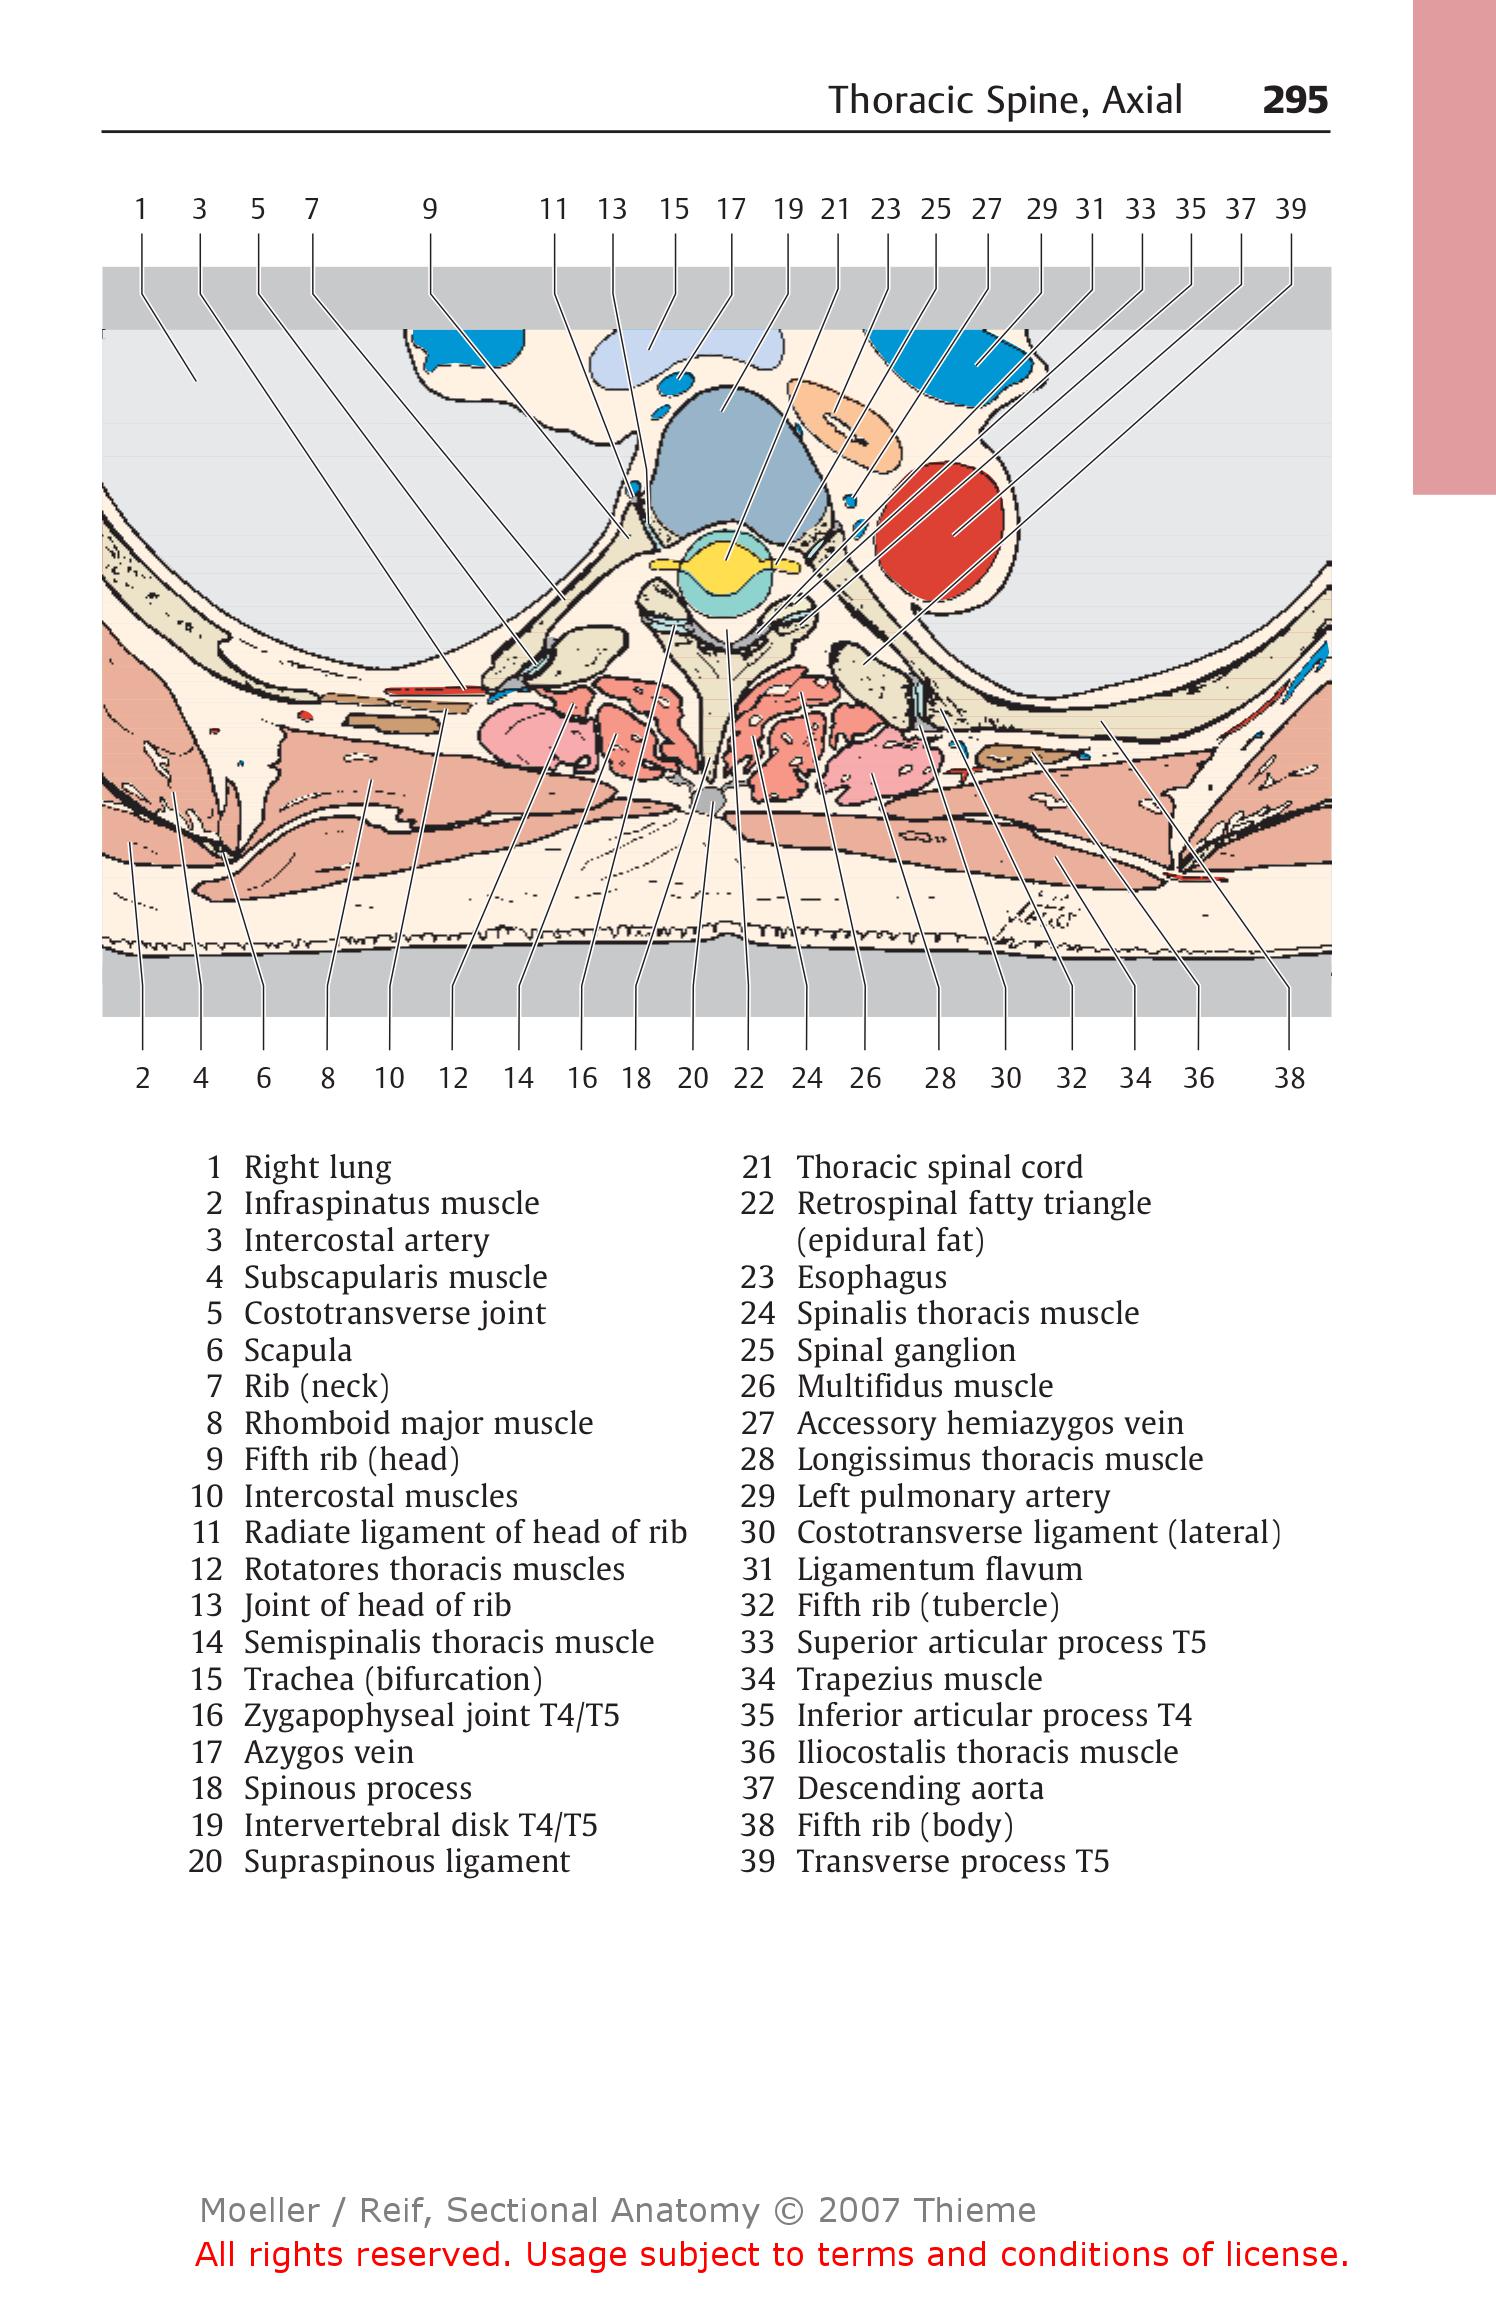 Thoracic Spine, Axial 295
1 3 5 7 9 11 13 15 17 19 21 23 25 27 29 31 33 35 37 39
2 4 6 8 10 12 14 16 18 20 22 24 26 28 30 32 34 36 38
1 Right lung
2 Infraspinatus muscle
3 Intercostal artery
4 Subscapularis muscle
5 Costotransverse joint
6 Scapula
7 Rib (neck)
8 Rhomboid major muscle
9 Fifth rib (head)
10 Intercostal muscles
11 Radiate ligament of head of rib
12 Rotatores thoracis muscles
13 Joint of head of rib
14 Semispinalis thoracis muscle
15 Trachea (bifurcation)
16 Zygapophyseal joint T4/T5
17 Azygos vein
18 Spinous process
19 Intervertebral disk T4/T5
20 Supraspinous ligament
21 Thoracic spinal cord
22 Retrospinal fatty triangle
(epidural fat)
23 Esophagus
24 Spinalis thoracis muscle
25 Spinal ganglion
26 Multifidus muscle
27 Accessory hemiazygos vein
28 Longissimus thoracis muscle
29 Left pulmonary artery
30 Costotransverse ligament (lateral)
31 Ligamentum flavum
32 Fifth rib (tubercle)
33 Superior articular process T5
34 Trapezius muscle
35 Inferior articular process T4
36 Iliocostalis thoracis muscle
37 Descending aorta
38 Fifth rib (body)
39 Transverse process T5
Moeller / Reif, Sectional Anatomy © 2007 Thieme
All rights reserved. Usage subject to terms and conditions of license.